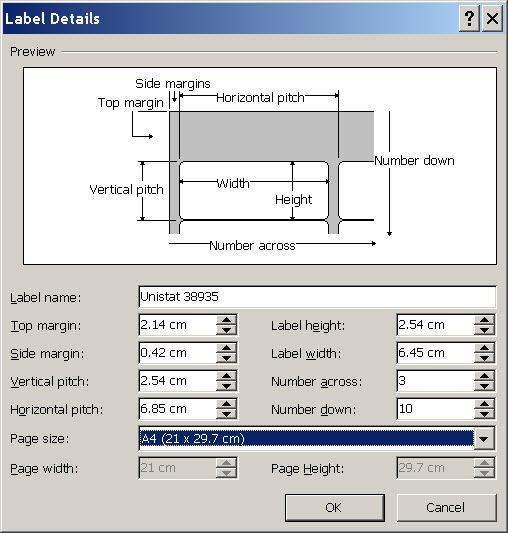 Label Details
Preview
Side margins
Horizontal pitch
Top margin
Number down
Vertical pitch
Width
Height
Number across
Label name: Unistat 38935
Top margin: 2.14 cm Label height: 2.54 cm
Side margin: 0.42 cm Label width: 6.45 cm
Vertical pitch: 2.54 cm Number across: 3
Horizontal pitch: 6.85 cm Number down: 10
Page size: A4 (21 x 29.7 cm)
Page width: 21 cm Page Height: 29.7 cm
OK Cancel